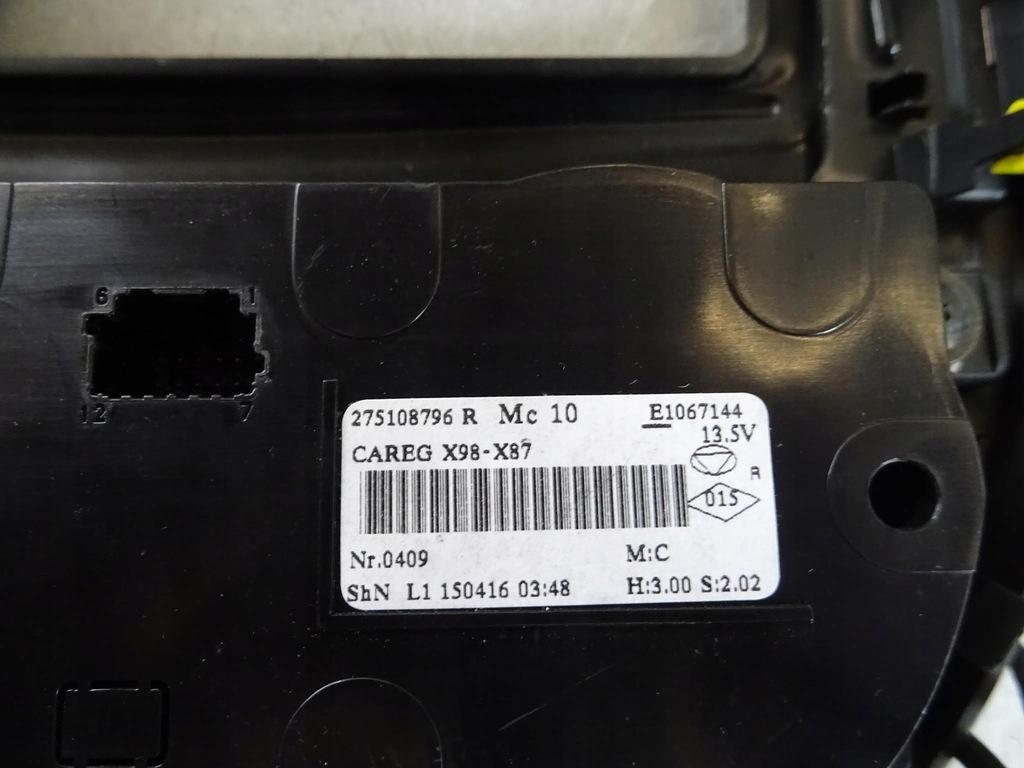 6 1
12 7
275108796 R Mc 10 E1067144
13.5V
CAREG X98-X87
R
015
Nr.0409 M:C
ShN L1 150416 03:48 H:3.00 S:2.02